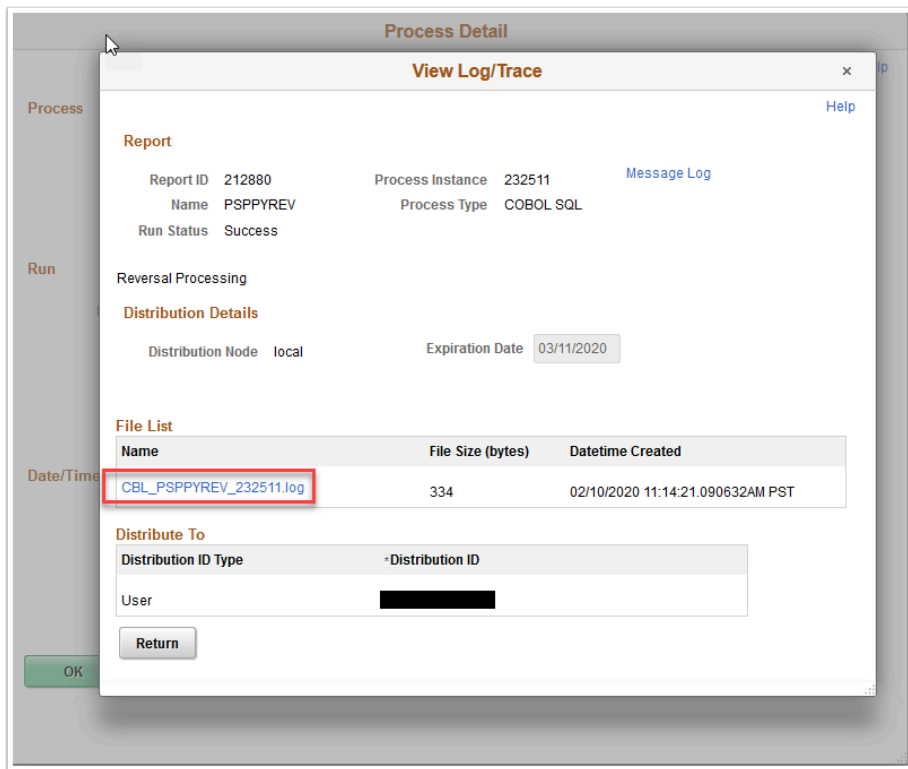 Process Detail
View Log/Trace
×
lp
Process
Help
Report
Report ID 212880 Process Instance 232511 Message Log
Name PSPPYREV Process Type COBOL SQL
Run Status Success
Run
Reversal Processing
Distribution Details
Distribution Node local Expiration Date 03/11/2020
File List
Name File Size (bytes) Datetime Created
Date/Time
CBL_PSPPYREV_232511.log 334 02/10/2020 11:14:21.090632AM PST
Distribute To
Distribution ID Type *Distribution ID
User
Return
OK